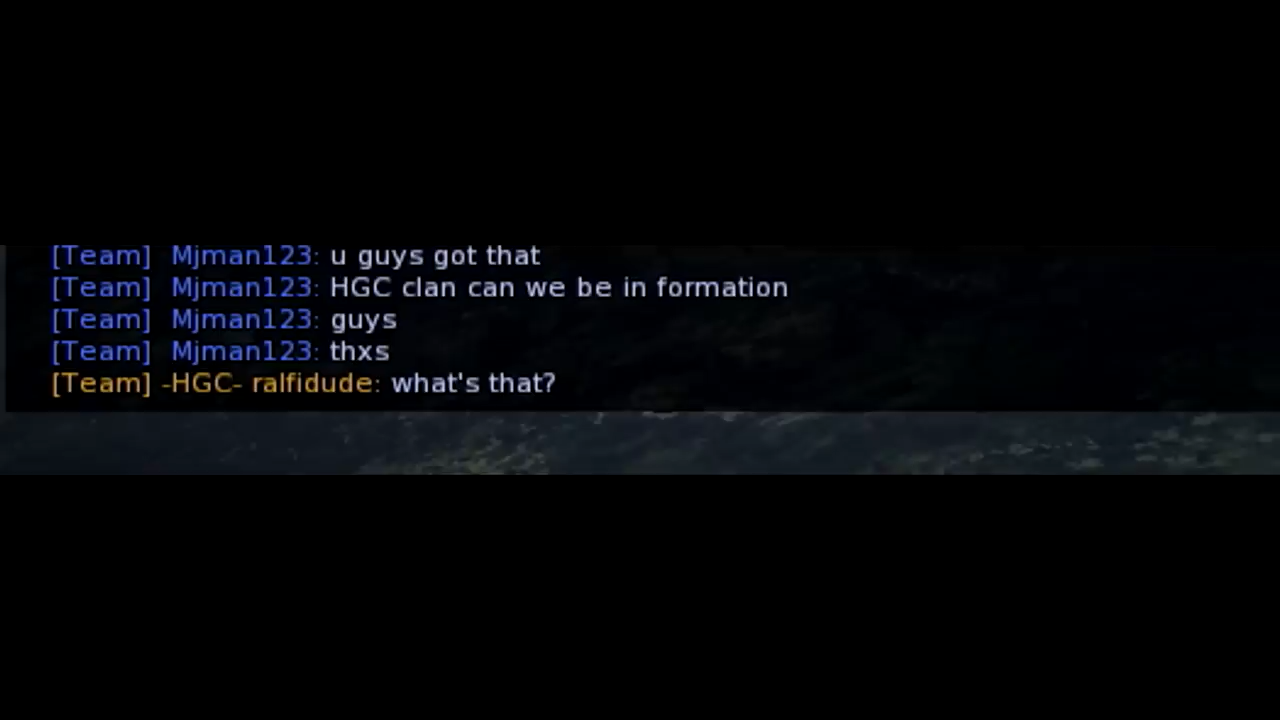 [Team] Mjman123: u guys got that
[Team] Mjman123: HGC clan can we be in formation
[Team] Mjman123: guys
[Team] Mjman123: thxs
[Team] -HGC- ralfidude: what's that?